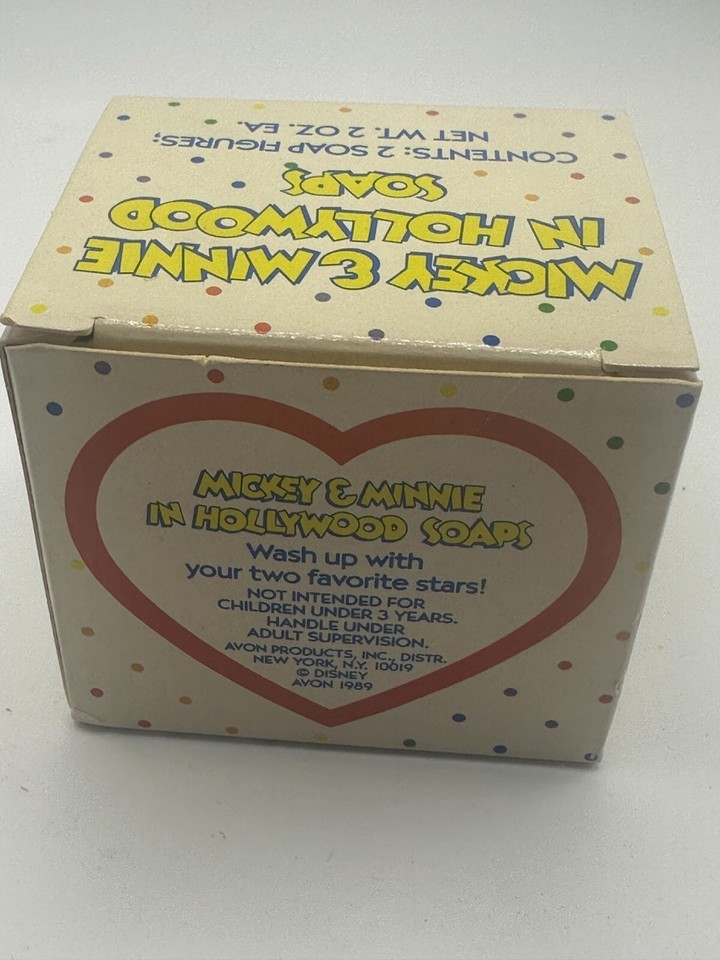 MICKEY & MINNIE
IN HOLLYWOOD
SOAPS
CONTENTS: 2 SOAP FIGURES;
NET WT. 2 OZ. EA.
MICKEY & MINNIE
IN HOLLYWOOD SOAPS
Wash up with
your two favorite stars!
NOT INTENDED FOR
CHILDREN UNDER 3 YEARS.
HANDLE UNDER
ADULT SUPERVISION.
AVON PRODUCTS, INC., DISTR.
NEW YORK, N.Y. 10019
© DISNEY
AVON 1989